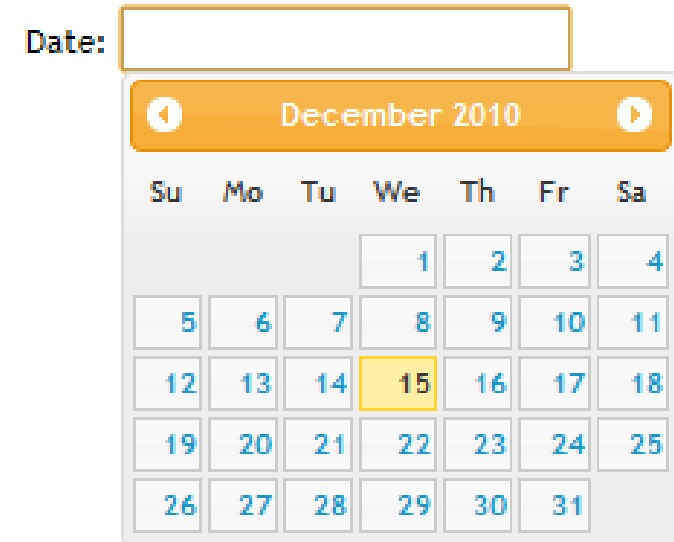 Date:
December 2010
Su Mo Tu We Th Fr Sa
1 2 3 4
5 6 7 8 9 10 11
12 13 14 15 16 17 18
19 20 21 22 23 24 25
26 27 28 29 30 31